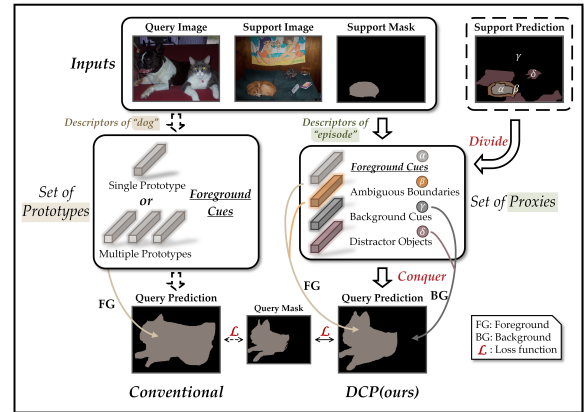 Query Image
Support Image
Support Mask
Support Prediction
Inputs
γ
δ
α
β
Descriptors of "dog"
Descriptors of
"episode"
Divide
Set of
Prototypes
Single Prototype
or
Multiple Prototypes
Foreground
Cues
α
Foreground Cues
β
Ambiguous Boundaries
γ
Background Cues
δ
Distractor Objects
Set of Proxies
Conquer
FG
FG
BG
Query Prediction
Query Mask
Query Prediction
ℒ
ℒ
FG: Foreground
BG: Background
ℒ : Loss function
Conventional
DCP(ours)